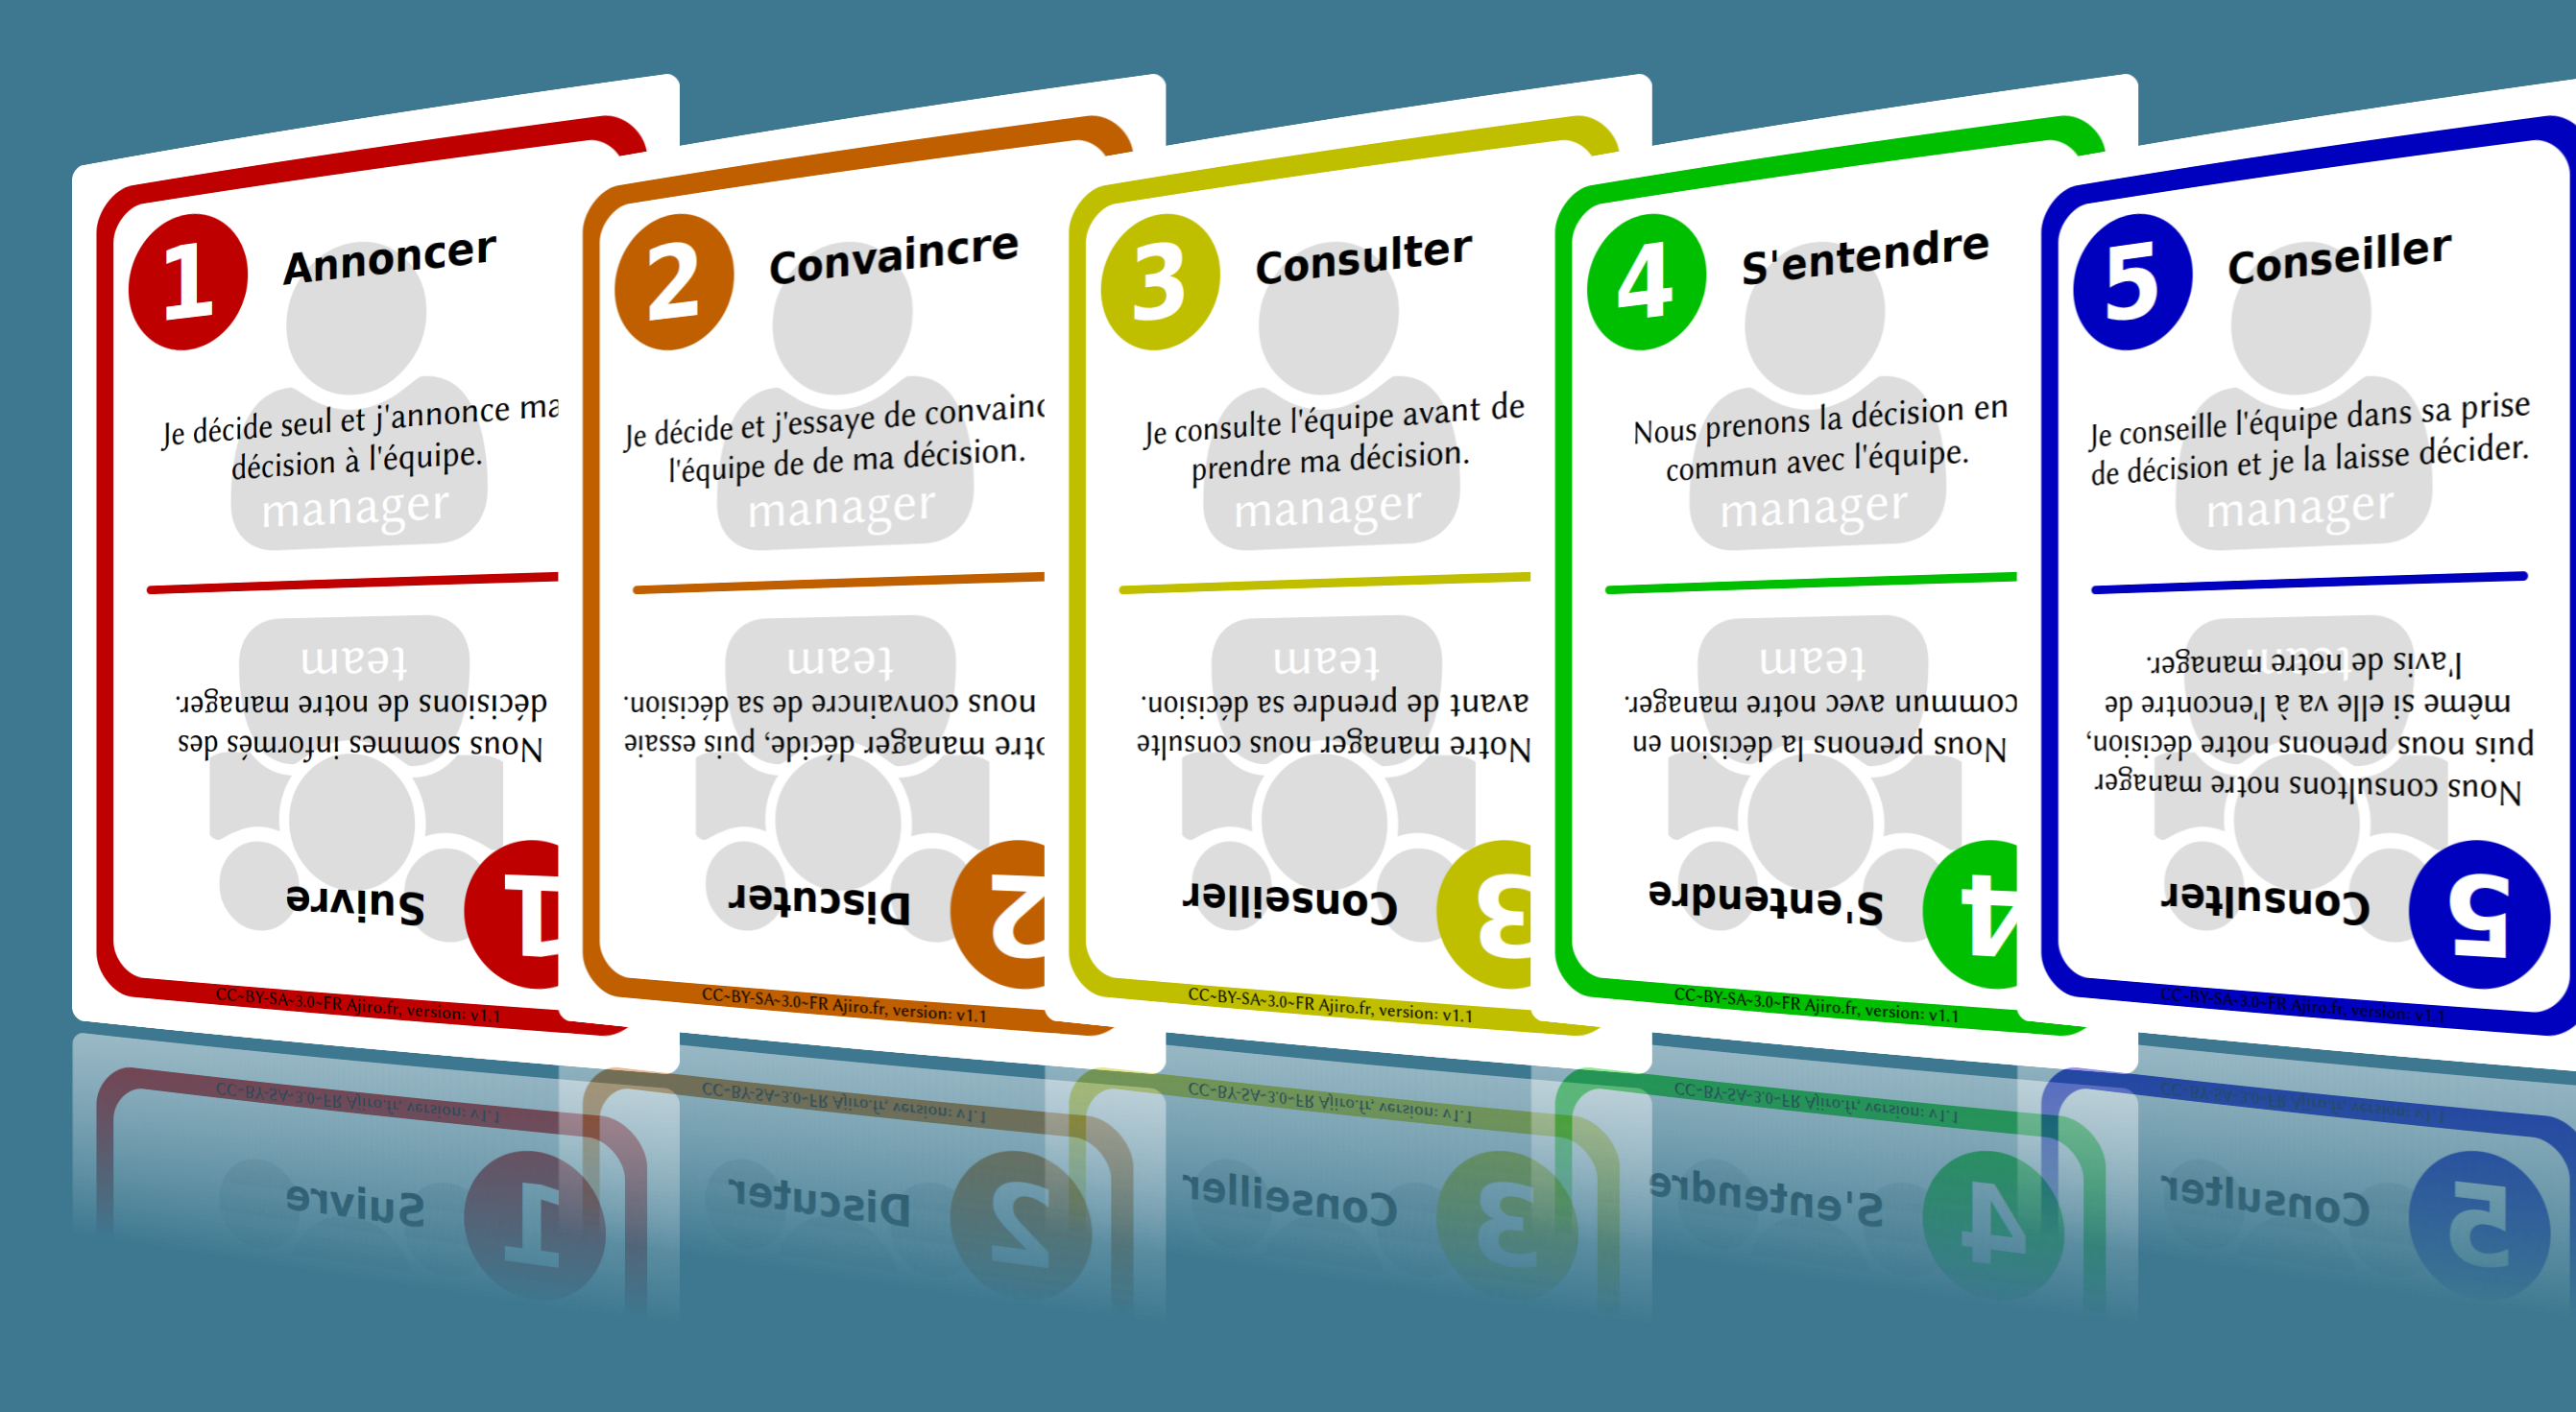 1
Annoncer
Je décide seul et j'annonce ma
décision à l'équipe.
manager
1
Suivre
Nous sommes informés des
décisions de notre manager.
team
CC~BY-SA~3.0~FR Ajiro.fr, version: v1.1
2
Convaincre
Je décide et j'essaye de convainc
l'équipe de de ma décision.
manager
2
Discuter
otre manager décide, puis essaie
nous convaincre de sa décision.
team
CC~BY-SA~3.0~FR Ajiro.fr, version: v1.1
3
Consulter
Je consulte l'équipe avant de
prendre ma décision.
manager
3
Conseiller
Notre manager nous consulte
avant de prendre sa décision.
team
CC~BY-SA~3.0~FR Ajiro.fr, version: v1.1
4
S'entendre
Nous prenons la décision en
commun avec l'équipe.
manager
4
S'entendre
Nous prenons la décision en
commun avec notre manager.
team
CC~BY-SA~3.0~FR Ajiro.fr, version: v1.1
5
Conseiller
Je conseille l'équipe dans sa prise
de décision et je la laisse décider.
manager
5
Consulter
Nous consultons notre manager
puis nous prenons notre décision,
même si elle va à l'encontre de
l'avis de notre manager.
team
CC~BY-SA~3.0~FR Ajiro.fr, version: v1.1